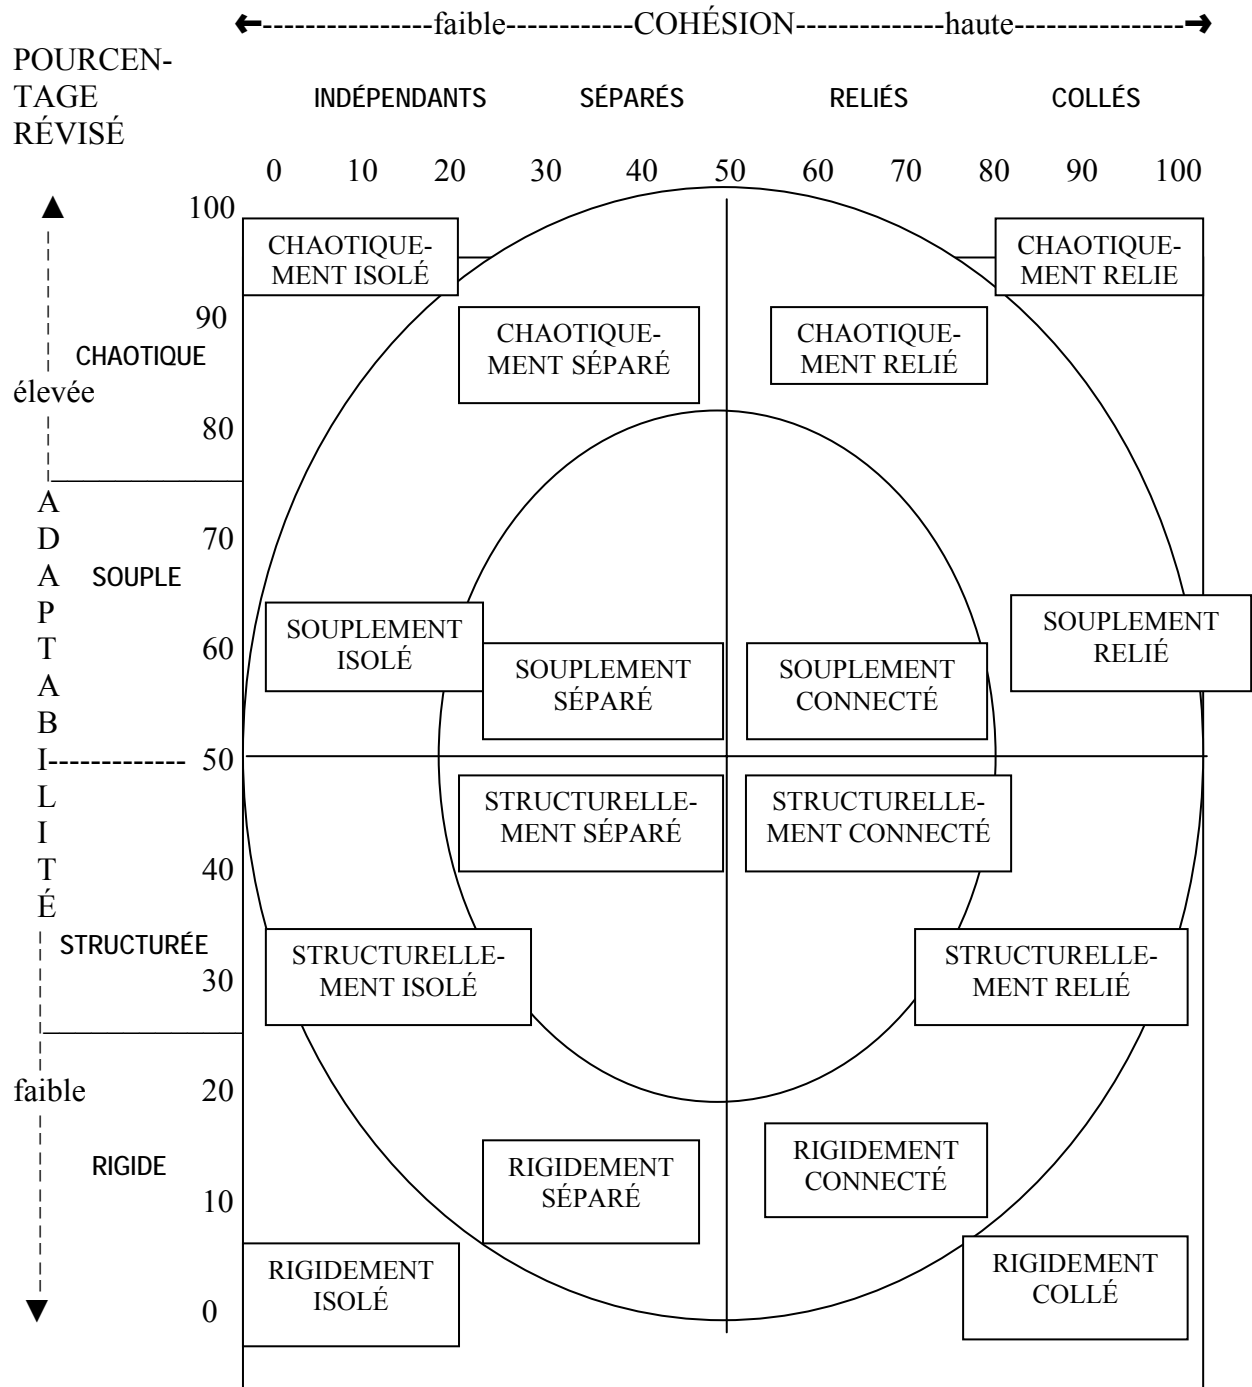 ←--------------faible-----------COHÉSION-------------haute--------------→
POURCEN-
TAGE
RÉVISÉ
INDÉPENDANTS SÉPARÉS RELIÉS COLLÉS
0 10 20 30 40 50 60 70 80 90 100
100
CHAOTIQUE-
MENT ISOLÉ
CHAOTIQUE-
MENT RELIE
90
CHAOTIQUE-
MENT SÉPARÉ
CHAOTIQUE-
MENT RELIÉ
CHAOTIQUE
élevée
80
ADAPTABILITÉ
70
SOUPLE
60
SOUPLEMENT
ISOLÉ
SOUPLEMENT
RELIÉ
SOUPLEMENT
SÉPARÉ
SOUPLEMENT
CONNECTÉ
50
STRUCTURELLE-
MENT SÉPARÉ
STRUCTURELLE-
MENT CONNECTÉ
40
STRUCTURÉE
30
STRUCTURELLE-
MENT ISOLÉ
STRUCTURELLE-
MENT RELIÉ
faible
20
RIGIDE
RIGIDEMENT
SÉPARÉ
RIGIDEMENT
CONNECTÉ
10
RIGIDEMENT
ISOLÉ
RIGIDEMENT
COLLÉ
0